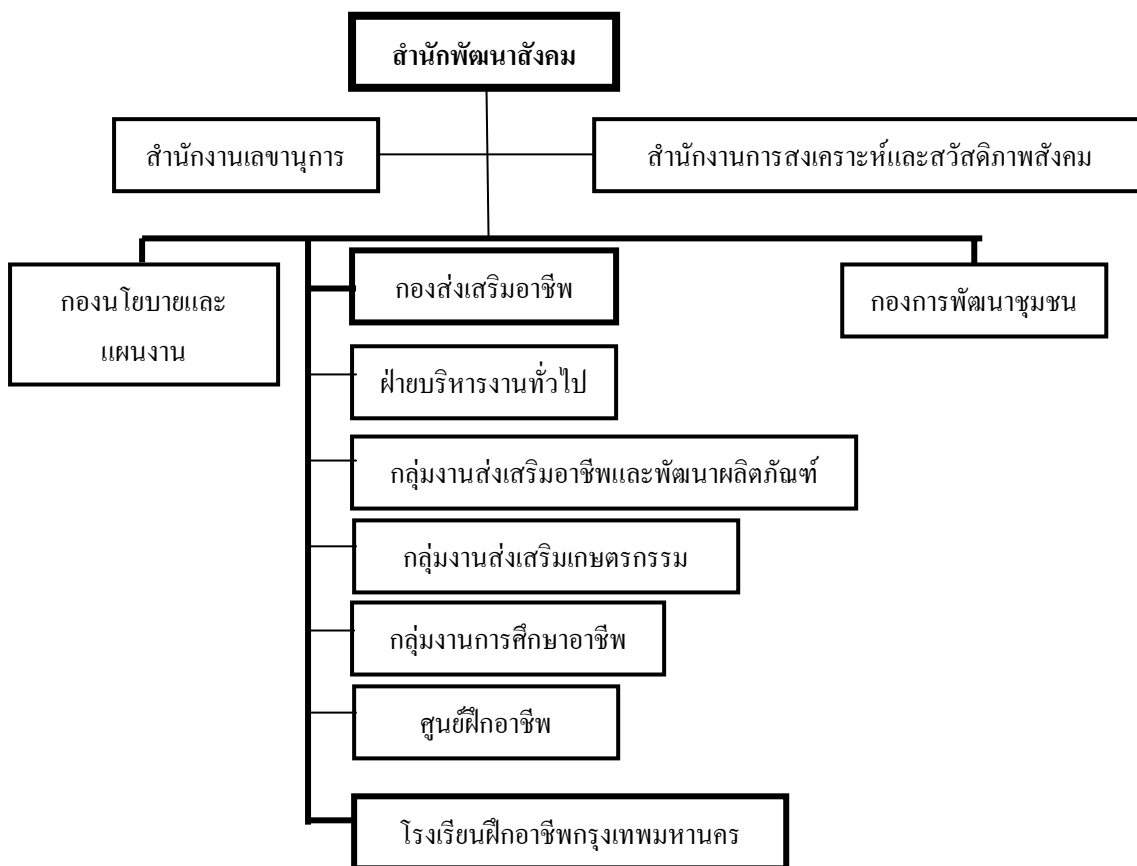 สำนักพัฒนาสังคม
สำนักงานเลขานุการ
สำนักงานการสงเคราะห์และสวัสดิภาพสังคม
กองนโยบายและ
แผนงาน
กองส่งเสริมอาชีพ
กองการพัฒนาชุมชน
ฝ่ายบริหารงานทั่วไป
กลุ่มงานส่งเสริมอาชีพและพัฒนาผลิตภัณฑ์
กลุ่มงานส่งเสริมเกษตรกรรม
กลุ่มงานการศึกษาอาชีพ
ศูนย์ฝึกอาชีพ
โรงเรียนฝึกอาชีพกรุงเทพมหานคร